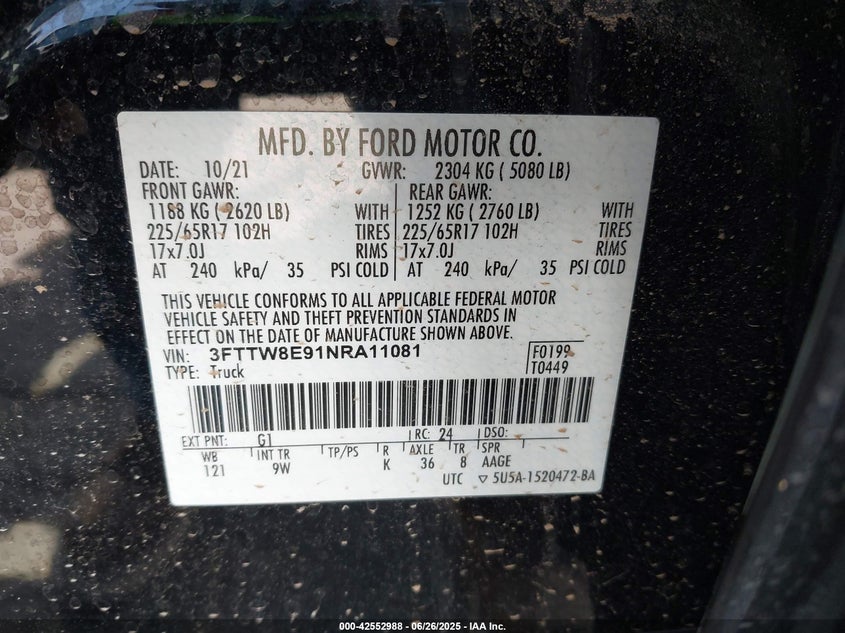 MFD. BY FORD MOTOR CO.
DATE: 10/21 GVWR: 2304 KG ( 5080 LB)
FRONT GAWR: REAR GAWR:
1188 KG ( 2620 LB) WITH 1252 KG ( 2760 LB) WITH
225/65R17 102H TIRES 225/65R17 102H TIRES
17x7.0J RIMS 17x7.0J RIMS
AT 240 kPa/ 35 PSI COLD AT 240 kPa/ 35 PSI COLD
THIS VEHICLE CONFORMS TO ALL APPLICABLE FEDERAL MOTOR
VEHICLE SAFETY AND THEFT PREVENTION STANDARDS IN
EFFECT ON THE DATE OF MANUFACTURE SHOWN ABOVE.
VIN: 3FTTW8E91NRA11081 F0199
TYPE: Truck T0449
EXT PNT: G1 RC: 24 DSO:
WB INT TR TP/PS R AXLE TR SPR
121 9W K 36 8 AAGE
UTC ▽ 5U5A-1520472-BA
000-42552988 - 06/26/2025 - IAA Inc.